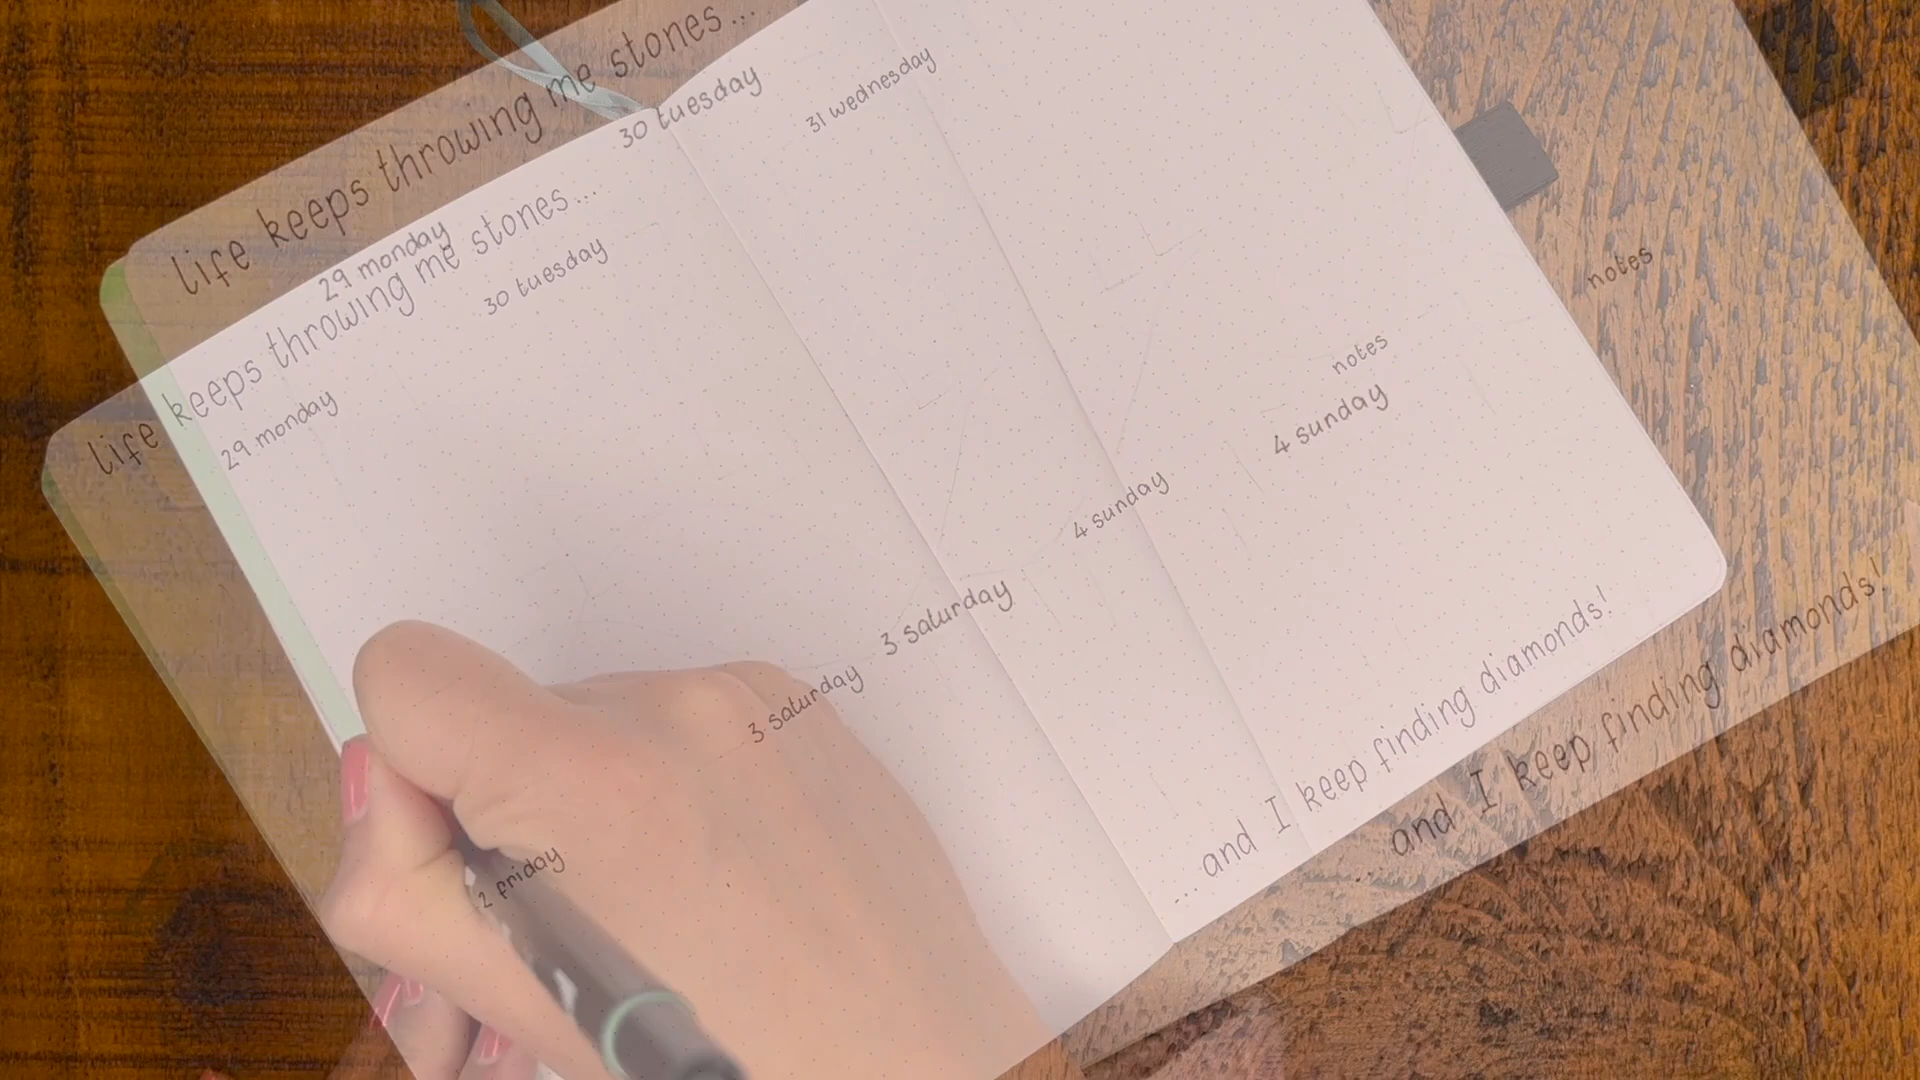 life keeps throwing me stones...
30 tuesday
31 wednesday
29 monday
life keeps throwing me stones...
30 tuesday
29 monday
notes
notes
4 sunday
4 sunday
3 saturday
3 saturday
2 friday
... and I keep finding diamonds!
and I keep finding diamonds!